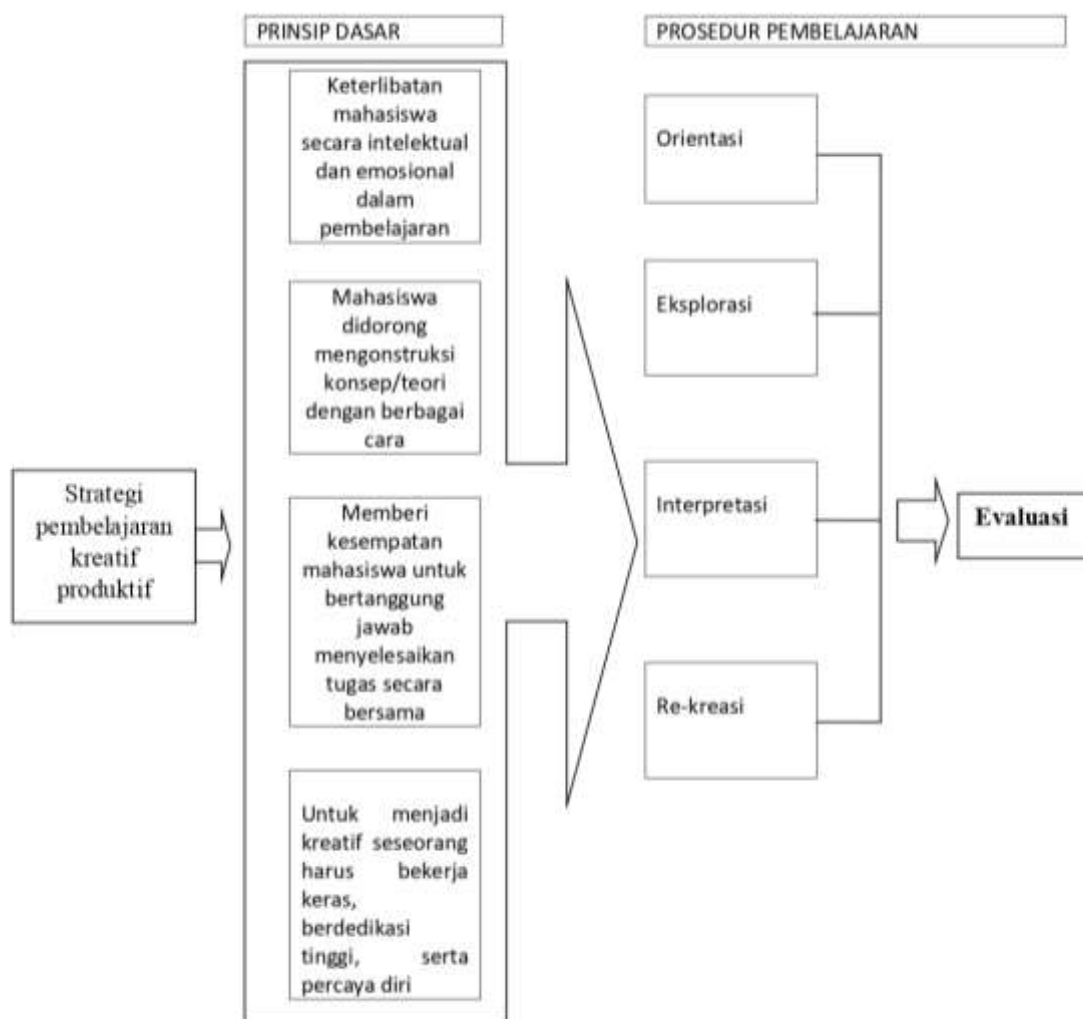 PRINSIP DASAR
Keterlibatan
mahasiswa
secara intelektual
dan emosional
dalam
pembelajaran
Mahasiswa
didorong
mengonstruksi
konsep/teori
dengan berbagai
cara
Memberi
kesempatan
mahasiswa untuk
bertanggung
jawab
menyelesaikan
tugas secara
bersama
Untuk menjadi
kreatif seseorang
harus bekerja
keras,
berdedikasi
tinggi, serta
percaya diri
PROSEDUR PEMBELAJARAN
Orientasi
Eksplorasi
Interpretasi
Re-kreasi
Strategi
pembelajaran
kreatif
produktif
Evaluasi